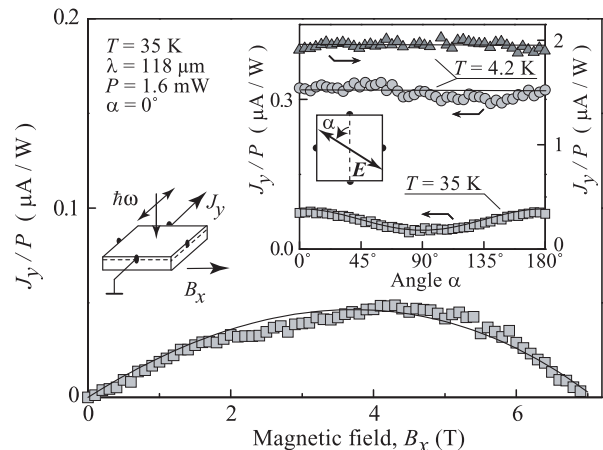 T = 35 K
λ = 118 μm
P = 1.6 mW
α = 0°
J_y / P ( μA / W )
0.2
0.1
0
0 2 4 6
Magnetic field, B_x (T)
ħω
J_y
B_x
J_y / P ( μA / W )
0.3
0.0
T = 4.2 K
α
E
T = 35 K
0° 45° 90° 135° 180°
Angle α
2
1
0
J_y / P ( μA / W )